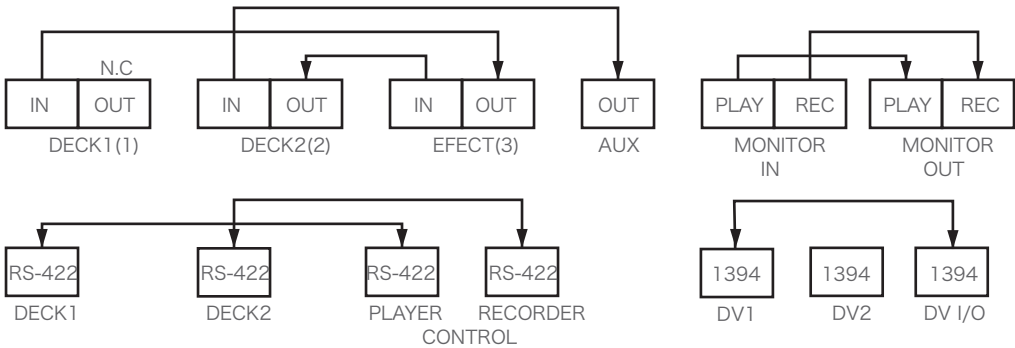 N.C
IN OUT IN OUT IN OUT OUT PLAY REC PLAY REC
DECK1(1) DECK2(2) EFECT(3) AUX MONITOR IN MONITOR OUT
RS-422 RS-422 RS-422 RS-422 1394 1394 1394
DECK1 DECK2 PLAYER RECORDER DV1 DV2 DV I/O
CONTROL